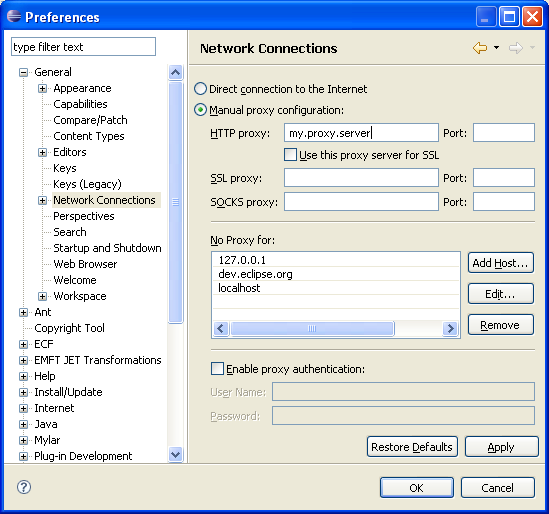 Preferences
type filter text
General
Appearance
Capabilities
Compare/Patch
Content Types
Editors
Keys
Keys (Legacy)
Network Connections
Perspectives
Search
Startup and Shutdown
Web Browser
Welcome
Workspace
Ant
Copyright Tool
ECF
EMFT JET Transformations
Help
Install/Update
Internet
Java
Mylar
Plug-in Development
Network Connections
Direct connection to the Internet
Manual proxy configuration:
HTTP proxy: my.proxy.server Port:
Use this proxy server for SSL
SSL proxy: Port:
SOCKS proxy: Port:
No Proxy for:
127.0.0.1
dev.eclipse.org
localhost
Add Host...
Edit...
Remove
Enable proxy authentication:
User Name:
Password:
Restore Defaults Apply
? OK Cancel